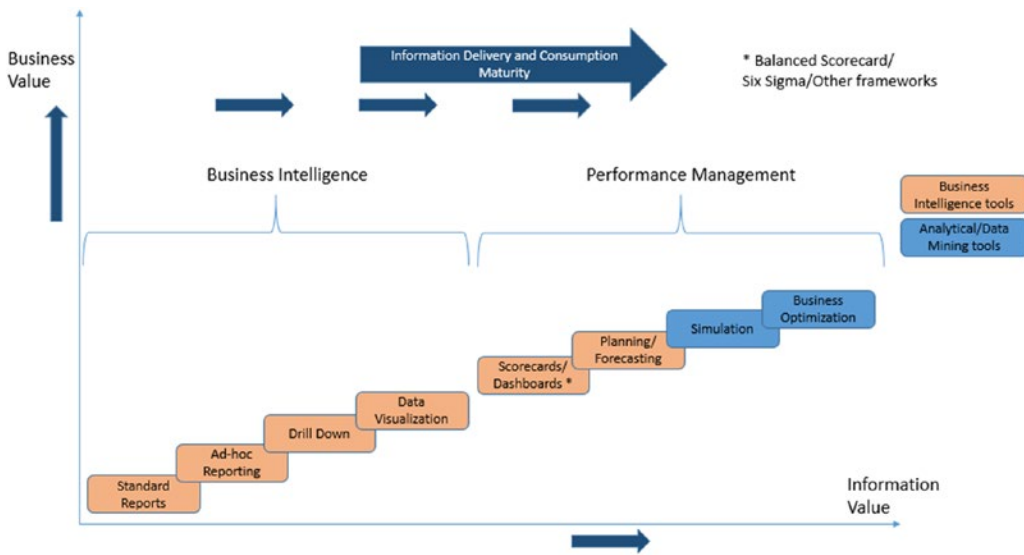 Business
Value
Information Delivery and Consumption
Maturity
* Balanced Scorecard/
Six Sigma/Other frameworks
Business Intelligence
Performance Management
Business
Intelligence tools
Analytical/Data
Mining tools
Business
Optimization
Simulation
Planning/
Forecasting
Scorecards/
Dashboards *
Data
Visualization
Drill Down
Ad-hoc
Reporting
Standard
Reports
Information
Value